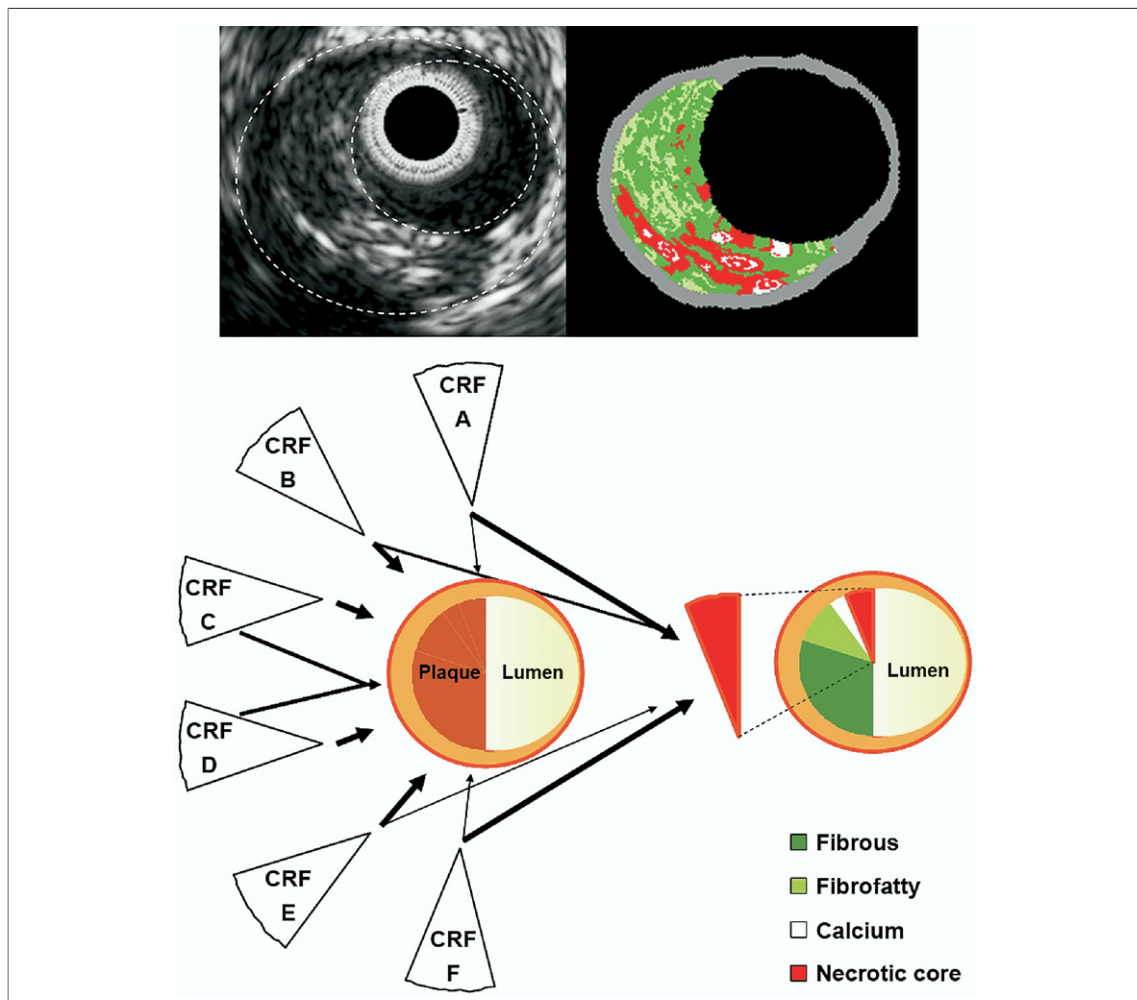 CRF
A
CRF
B
CRF
C
CRF
D
CRF
E
CRF
F
Plaque
Lumen
Lumen
Fibrous
Fibrofatty
Calcium
Necrotic core